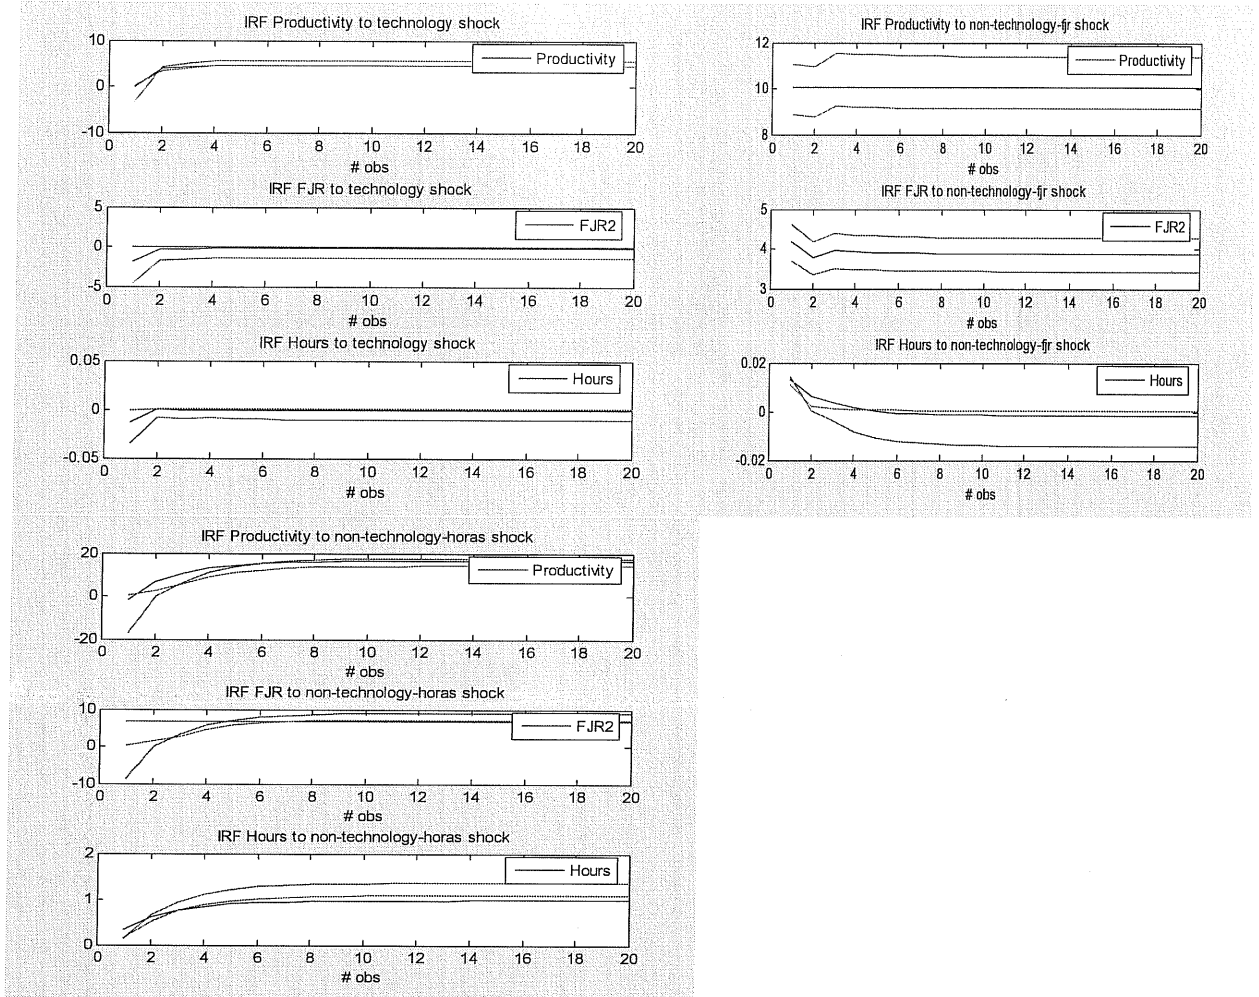 IRF Productivity to technology shock
10
0
-10
Productivity
0 2 4 6 8 10 12 14 16 18 20
# obs
IRF FJR to technology shock
5
0
-5
FJR2
0 2 4 6 8 10 12 14 16 18 20
# obs
IRF Hours to technology shock
0.05
0
-0.05
Hours
0 2 4 6 8 10 12 14 16 18 20
# obs
IRF Productivity to non-technology-fjr shock
12
10
8
Productivity
0 2 4 6 8 10 12 14 16 18 20
# obs
IRF FJR to non-technology-fjr shock
5
4
3
FJR2
0 2 4 6 8 10 12 14 16 18 20
# obs
IRF Hours to non-technology-fjr shock
0.02
0
-0.02
Hours
0 2 4 6 8 10 12 14 16 18 20
# obs
IRF Productivity to non-technology-horas shock
20
0
-20
Productivity
0 2 4 6 8 10 12 14 16 18 20
# obs
IRF FJR to non-technology-horas shock
10
0
-10
FJR2
0 2 4 6 8 10 12 14 16 18 20
# obs
IRF Hours to non-technology-horas shock
2
1
0
Hours
0 2 4 6 8 10 12 14 16 18 20
# obs